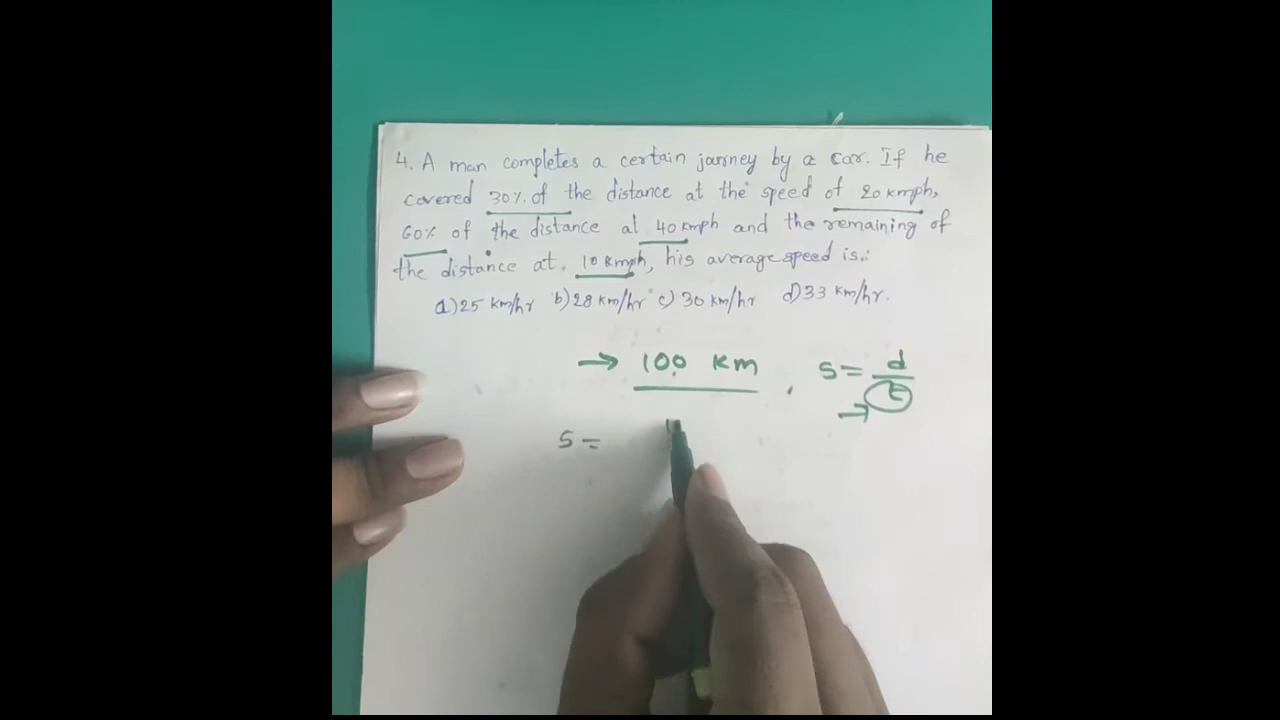 4. A man completes a certain jarney by a car. If he
covered 30% of the distance at the speed of 20 kmph,
60% of the distance at 40 kmph and the remaining of
the distance at 10 kmph, his average speed is:
a) 25 km/hr b) 28 km/hr c) 30 km/hr d) 33 km/hr.
→ 100 km , s = d/t
s =